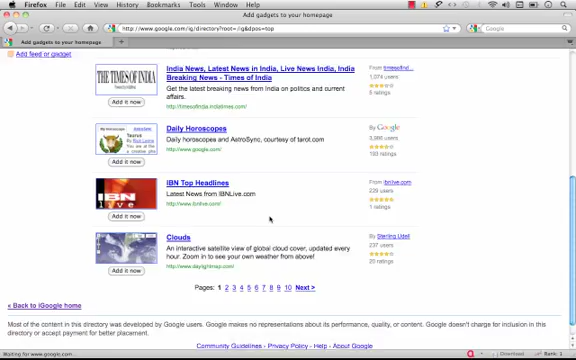 Firefox File Edit View History Bookmarks Tools Window Help
Add gadgets to your homepage
http://www.google.com/ig/directory?root=/ig&dpos=top
Google
Add gadgets to your homepage
Add feed or gadget
THE TIMES OF INDIA
Add it now
India News, Latest News in India, Live News India, India
Breaking News - Times of India
Get the latest breaking news from India on politics and current
affairs.
http://timesofindia.indiatimes.com/
From timesofind...
1,074 users
5 ratings
Taurus
Add it now
Daily Horoscopes
Daily horoscopes and AstroSync, courtesy of tarot.com
http://www.google.com/
By Google
193 ratings
IBN
live
Add it now
IBN Top Headlines
Latest News from IBNLive.com
http://www.ibnlive.com/
From ibnlive.com
229 users
1 ratings
Add it now
Clouds
An interactive satellite view of global cloud cover, updated every
hour. Zoom in to see your own weather from above!
By Sterling Udell
237 users
20 ratings
Pages: 1 2 3 4 5 6 7 8 9 10 Next >
« Back to iGoogle home
Most of the content in this directory was developed by Google users. Google makes no representations about its performance, quality, or content. Google doesn't charge for inclusion in
this directory or accept payment for better placement.
Community Guidelines - Privacy Policy - Help - About Google
Waiting for google.com...